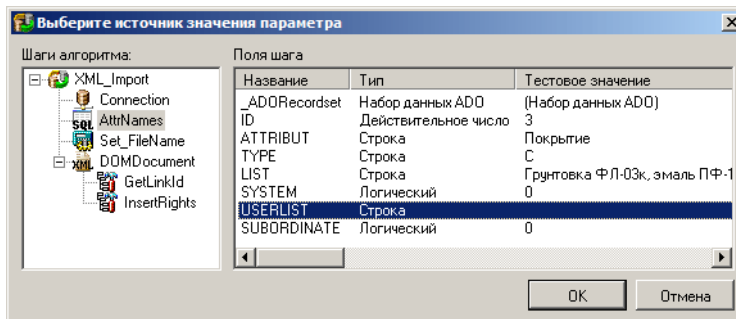 Выберите источник значения параметра
Шаги алгоритма:
XML_Import
Connection
SQL AttrNames
Set_FileName
XML DOMDocument
GetLinkId
InsertRights
Поля шага
Название Тип Тестовое значение
_ADORecordset Набор данных ADO (Набор данных ADO)
ID Действительное число 3
ATTRIBUT Строка Покрытие
TYPE Строка С
LIST Строка Грунтовка ФЛ-03к, эмаль ПФ-1
SYSTEM Логический 0
USERLIST Строка
SUBORDINATE Логический 0
OK Отмена